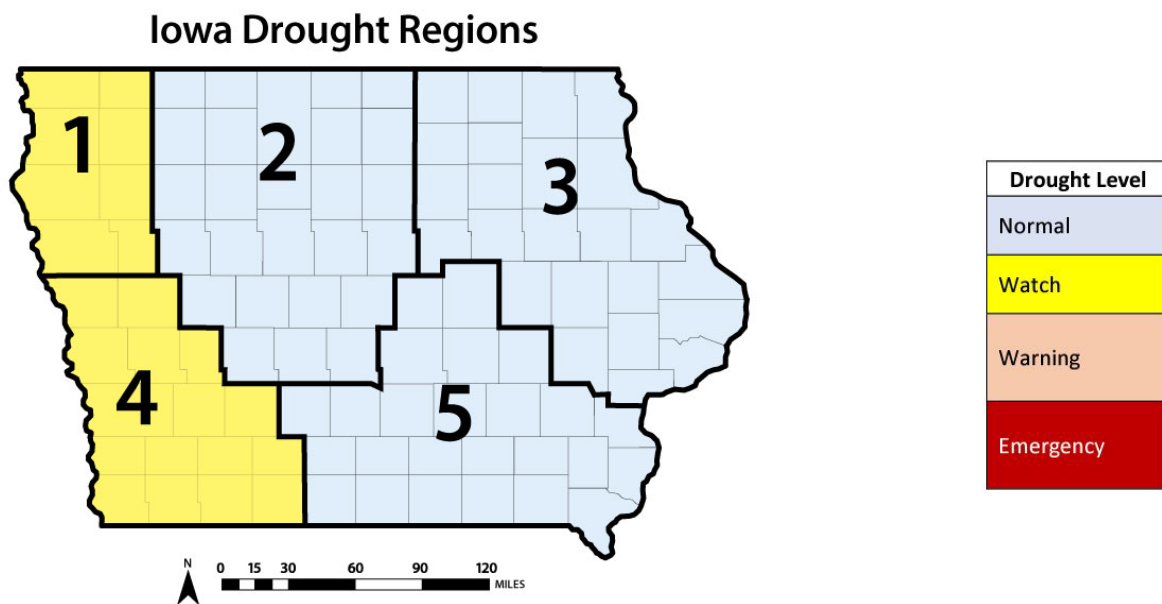 Iowa Drought Regions
1
2
3
4
5
Drought Level
Normal
Watch
Warning
Emergency
N
0 15 30 60 90 120
MILES